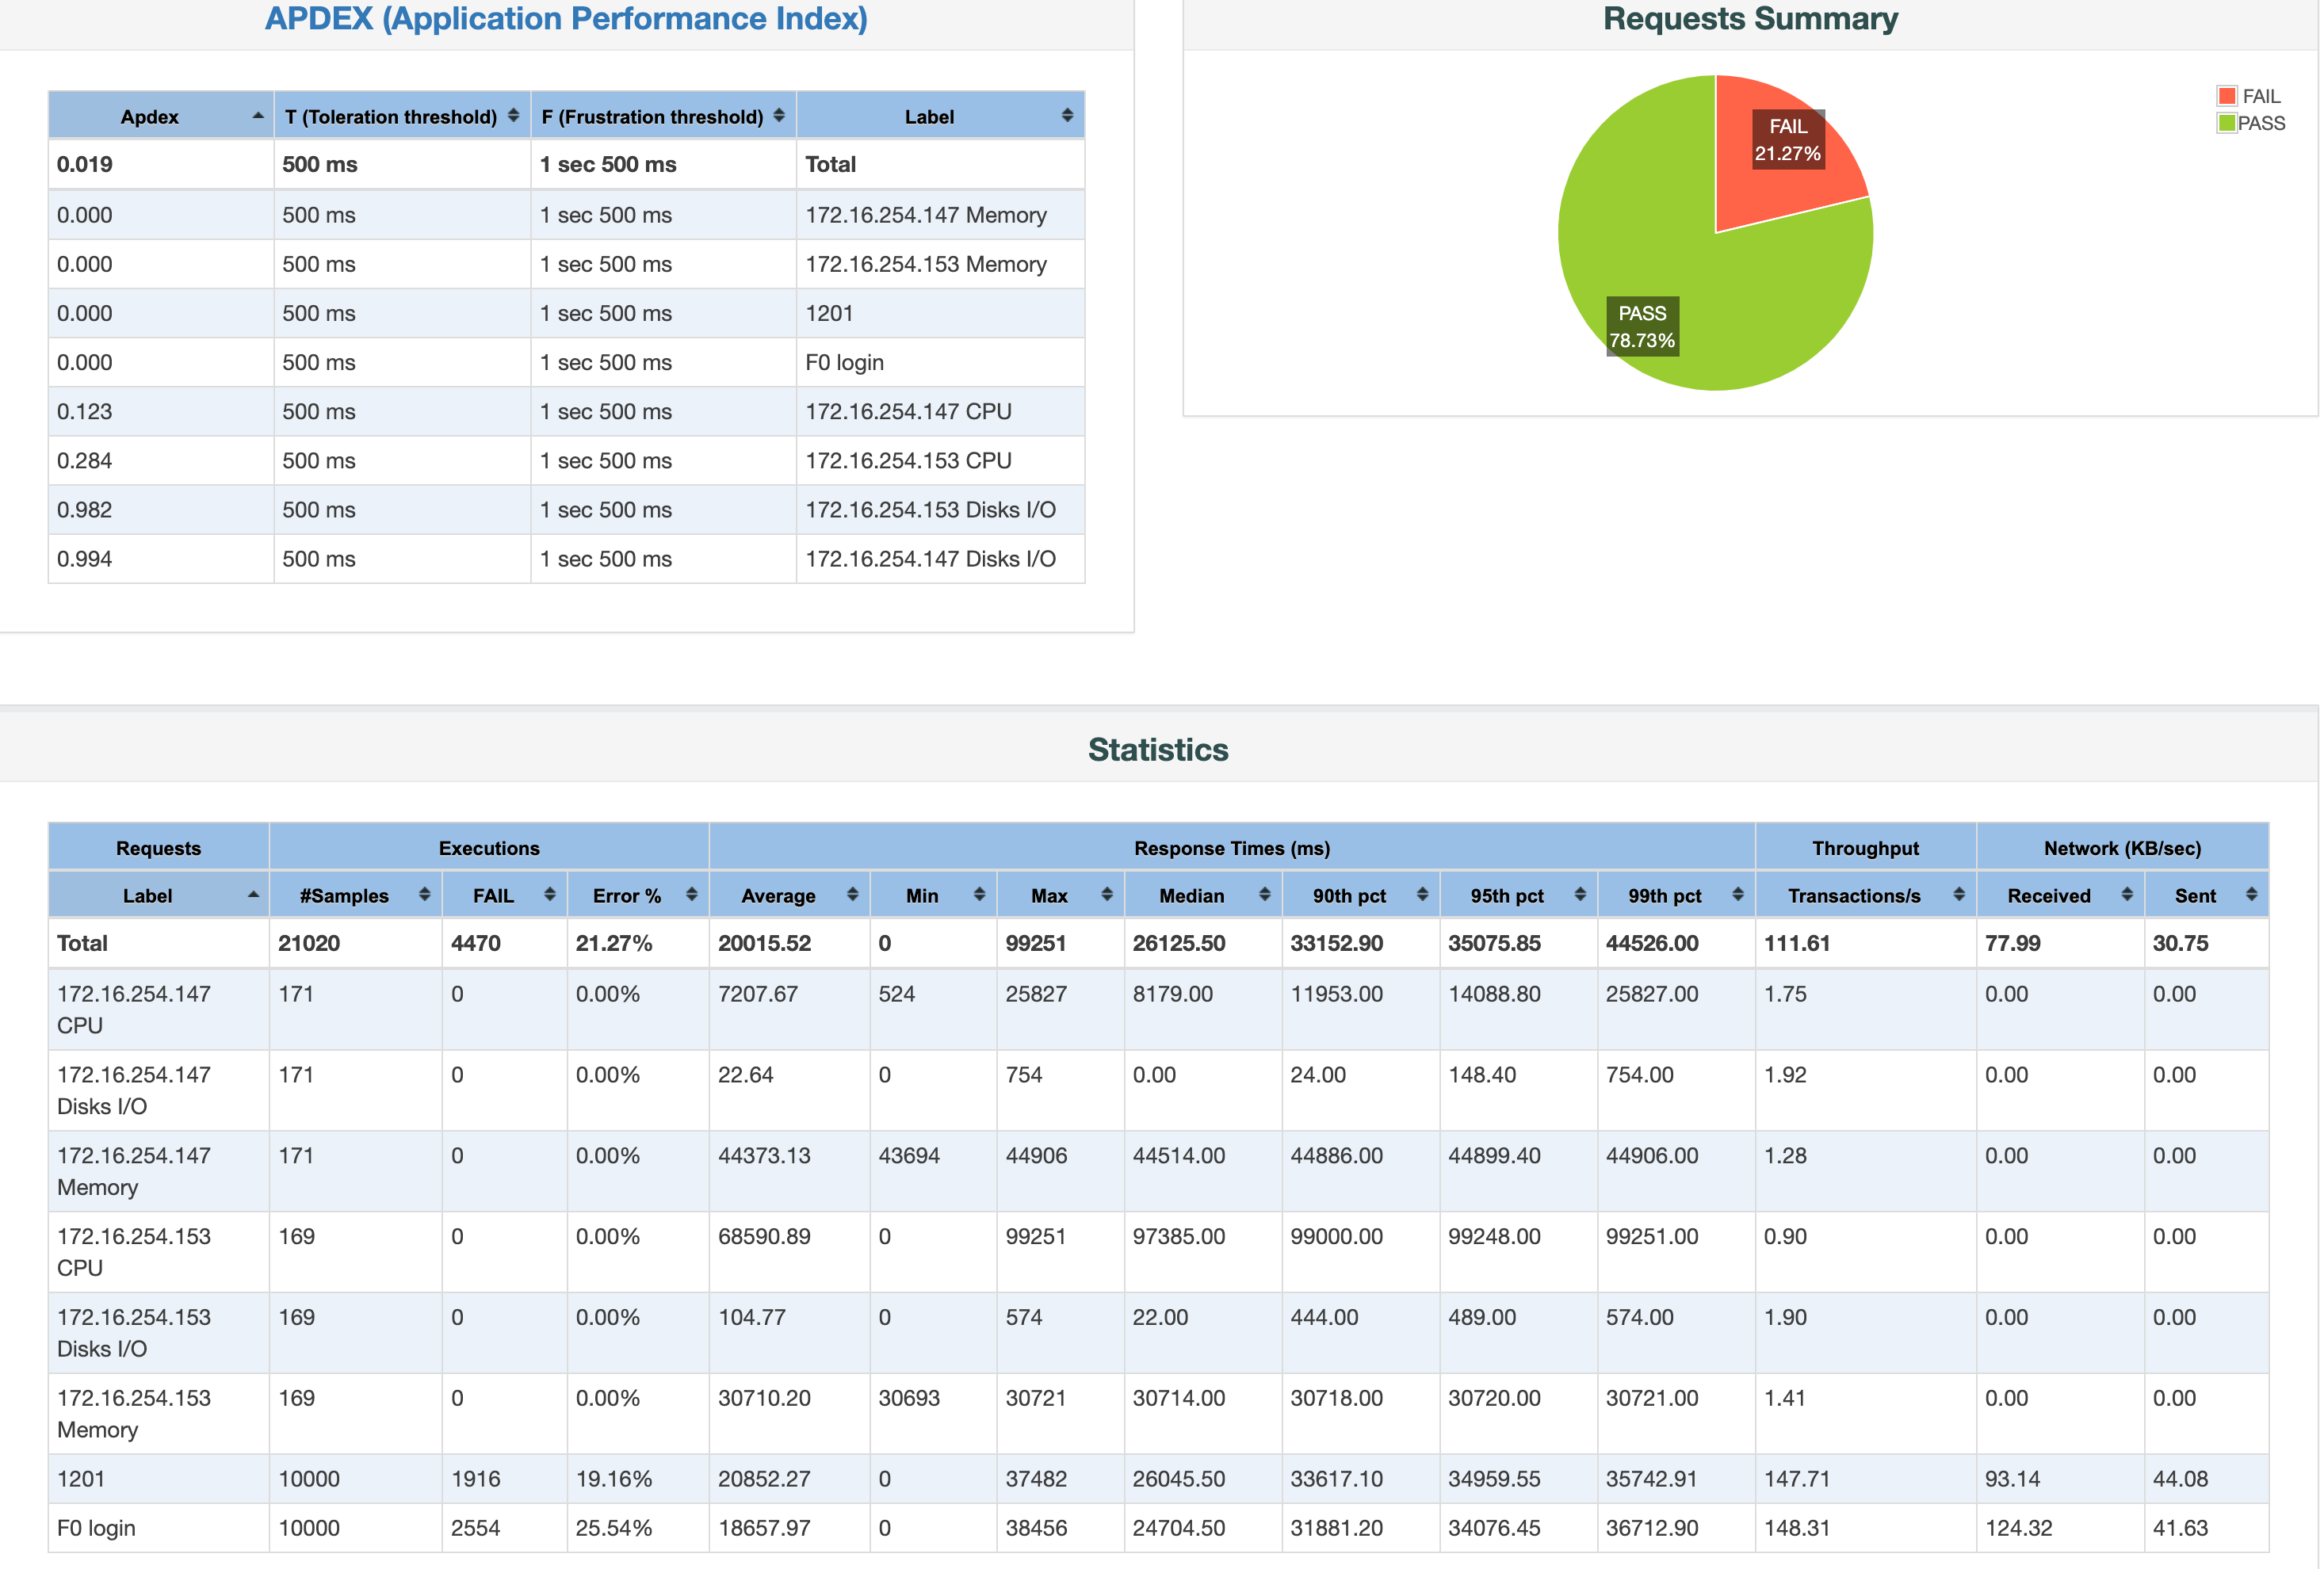 APDEX (Application Performance Index)
Apdex T (Toleration threshold) F (Frustration threshold) Label
0.019 500 ms 1 sec 500 ms Total
0.000 500 ms 1 sec 500 ms 172.16.254.147 Memory
0.000 500 ms 1 sec 500 ms 172.16.254.153 Memory
0.000 500 ms 1 sec 500 ms 1201
0.000 500 ms 1 sec 500 ms F0 login
0.123 500 ms 1 sec 500 ms 172.16.254.147 CPU
0.284 500 ms 1 sec 500 ms 172.16.254.153 CPU
0.982 500 ms 1 sec 500 ms 172.16.254.153 Disks I/O
0.994 500 ms 1 sec 500 ms 172.16.254.147 Disks I/O
Requests Summary
FAIL
21.27%
PASS
78.73%
FAIL
PASS
Statistics
Requests Executions Response Times (ms) Throughput Network (KB/sec)
Label #Samples FAIL Error % Average Min Max Median 90th pct 95th pct 99th pct Transactions/s Received Sent
Total 21020 4470 21.27% 20015.52 0 99251 26125.50 33152.90 35075.85 44526.00 111.61 77.99 30.75
172.16.254.147 171 0 0.00% 7207.67 524 25827 8179.00 11953.00 14088.80 25827.00 1.75 0.00 0.00
CPU
172.16.254.147 171 0 0.00% 22.64 0 754 0.00 24.00 148.40 754.00 1.92 0.00 0.00
Disks I/O
172.16.254.147 171 0 0.00% 44373.13 43694 44906 44514.00 44886.00 44899.40 44906.00 1.28 0.00 0.00
Memory
172.16.254.153 169 0 0.00% 68590.89 0 99251 97385.00 99000.00 99248.00 99251.00 0.90 0.00 0.00
CPU
172.16.254.153 169 0 0.00% 104.77 0 574 22.00 444.00 489.00 574.00 1.90 0.00 0.00
Disks I/O
172.16.254.153 169 0 0.00% 30710.20 30693 30721 30714.00 30718.00 30720.00 30721.00 1.41 0.00 0.00
Memory
1201 10000 1916 19.16% 20852.27 0 37482 26045.50 33617.10 34959.55 35742.91 147.71 93.14 44.08
F0 login 10000 2554 25.54% 18657.97 0 38456 24704.50 31881.20 34076.45 36712.90 148.31 124.32 41.63